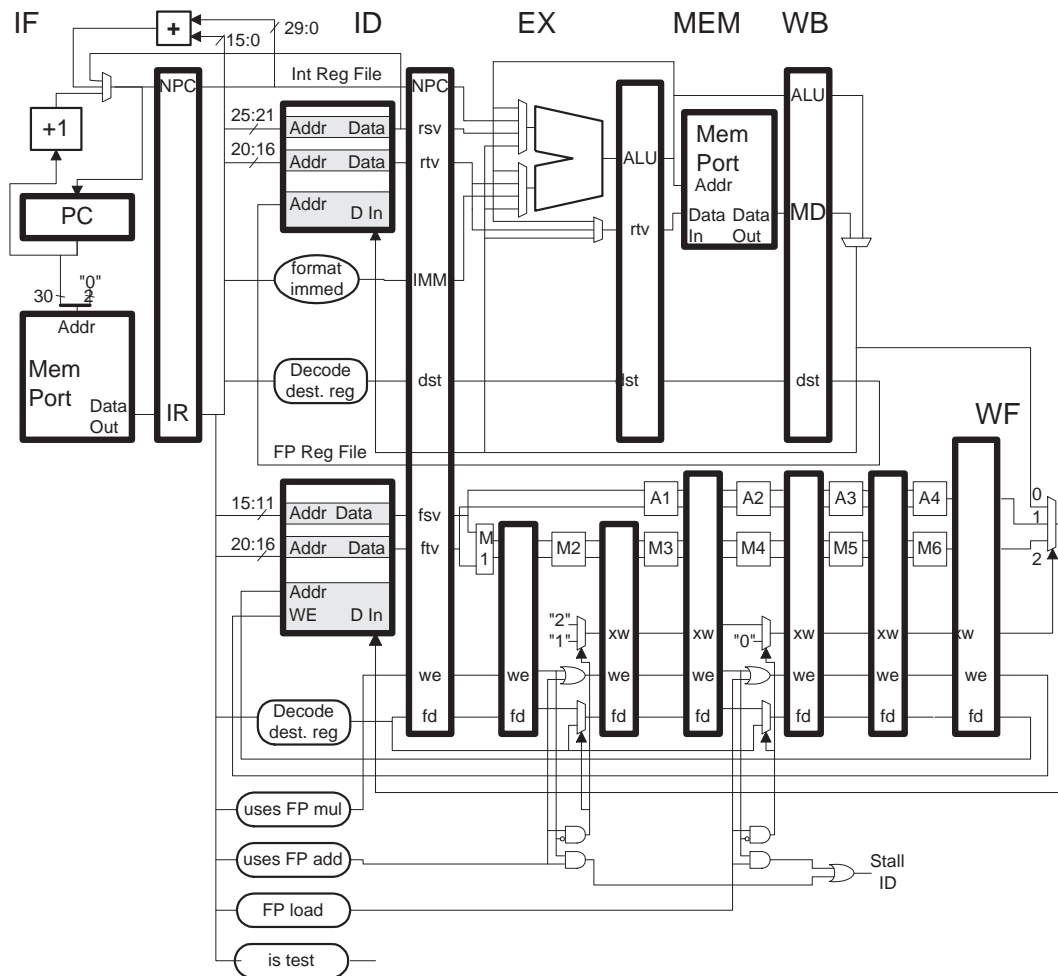 IF
ID
EX
MEM
WB
+
29:0
15:0
Int Reg File
NPC
NPC
ALU
+1
25:21
Addr Data
rsv
20:16
Addr Data
rtv
ALU
Mem
Port
Addr
Addr
D In
PC
rtv
Data
In
Data
Out
MD
format
immed
IMM
"0"
30
2
Addr
Mem
Port
Data
Out
Decode
dest. reg
dst
dst
dst
IR
WF
FP Reg File
15:11
Addr Data
fsv
A1
A2
A3
A4
0
1
20:16
Addr Data
ftv
M
1
M2
M3
M4
M5
M6
2
Addr
WE
D In
"2"
"1"
xw
xw
"0"
xw
xw
xw
we
we
we
we
we
we
we
Decode
dest. reg
fd
fd
fd
fd
fd
fd
fd
uses FP mul
uses FP add
Stall
ID
FP load
is test